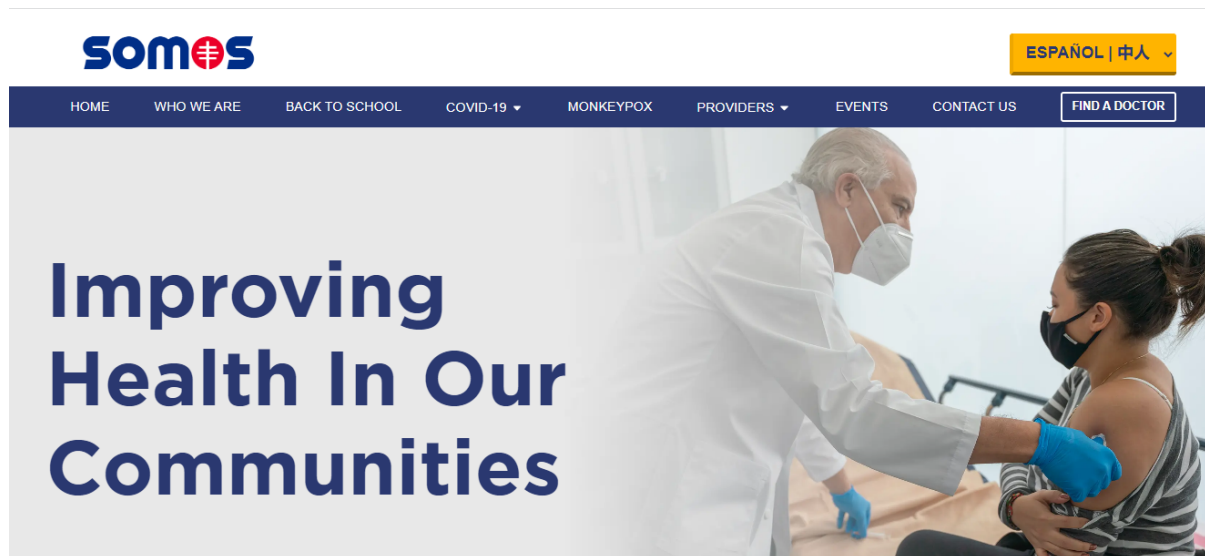 somos
ESPAÑOL | 中人
HOME WHO WE ARE BACK TO SCHOOL COVID-19 MONKEYPOX PROVIDERS EVENTS CONTACT US FIND A DOCTOR
Improving
Health In Our
Communities